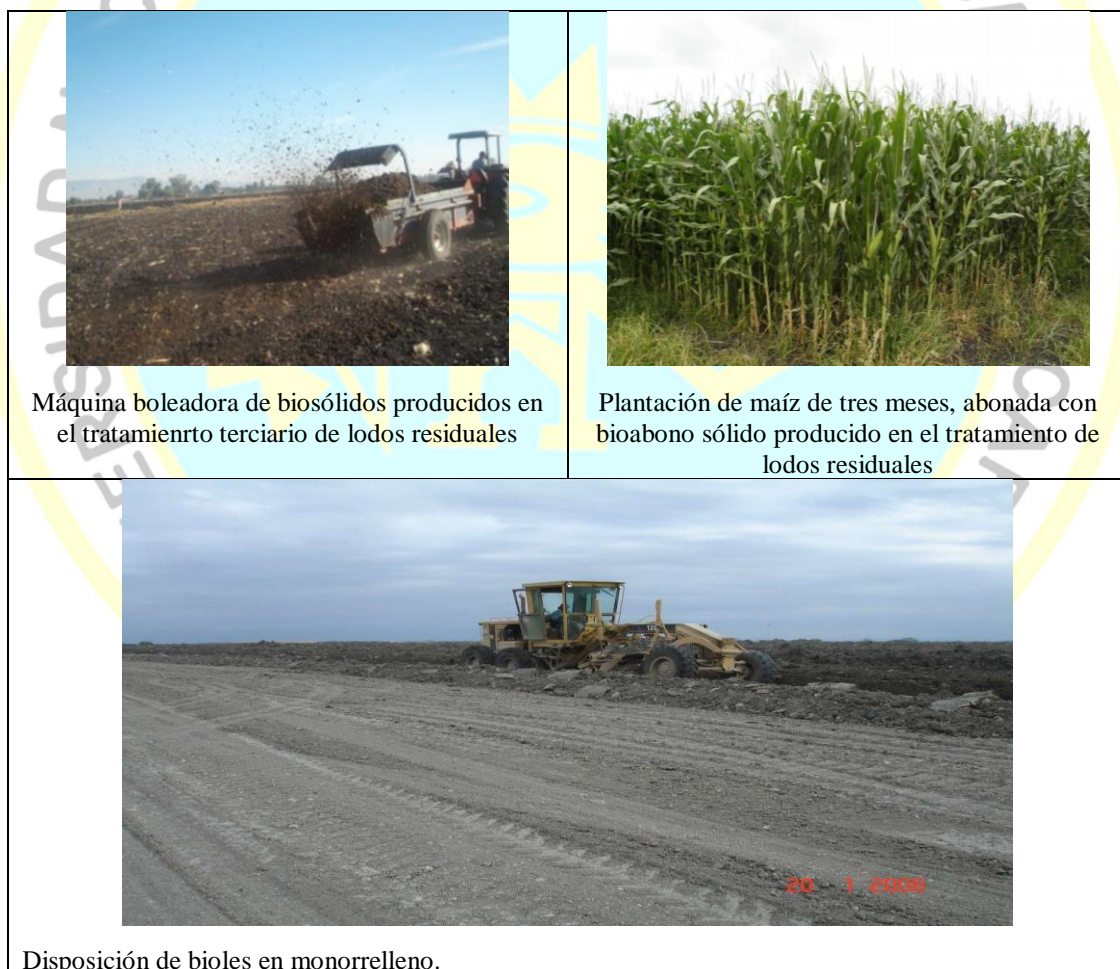 Máquina boleadora de biosólidos producidos en
el tratamienrto terciario de lodos residuales
Plantación de maíz de tres meses, abonada con
bioabono sólido producido en el tratamiento de
lodos residuales
20 1 2006
Disposición de bioles en monorrelleno.